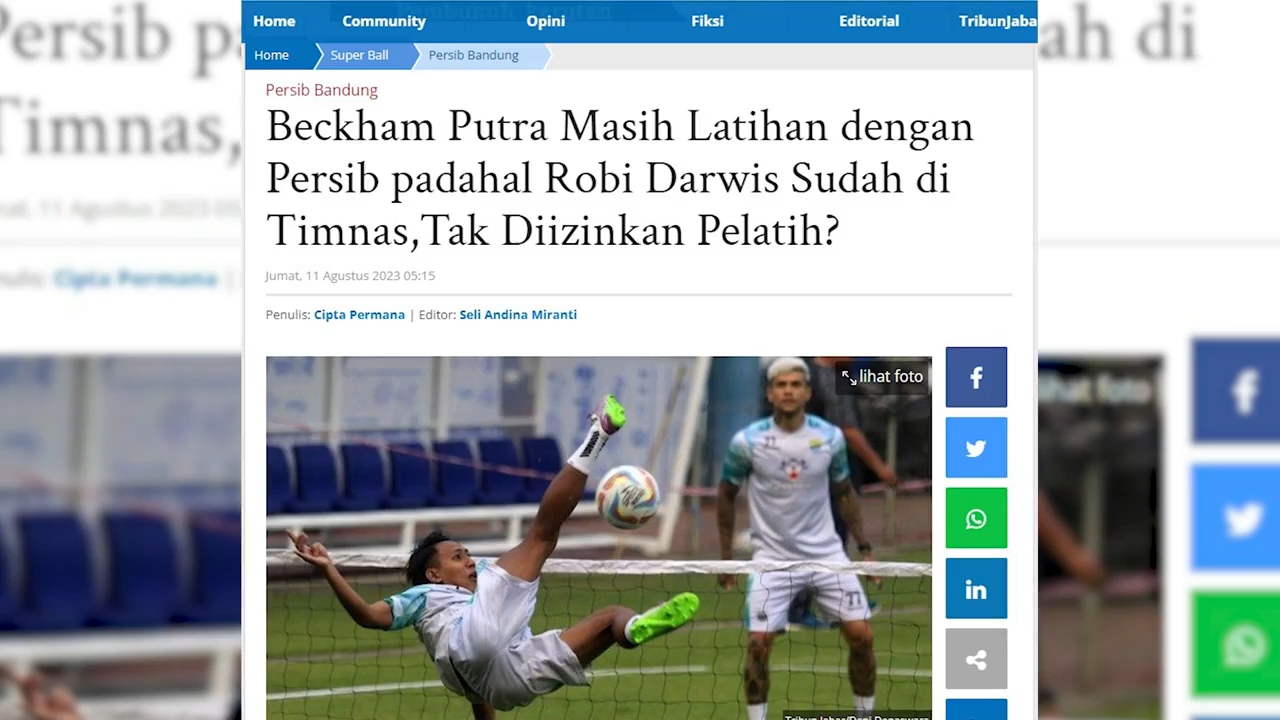 Home Community Opini Fiksi Editorial TribunJaba
Home Super Ball Persib Bandung
Persib Bandung
Beckham Putra Masih Latihan dengan
Persib padahal Robi Darwis Sudah di
Timnas,Tak Diizinkan Pelatih?
Jumat, 11 Agustus 2023 05:15
Penulis: Cipta Permana | Editor: Seli Andina Miranti
lihat foto
77
77